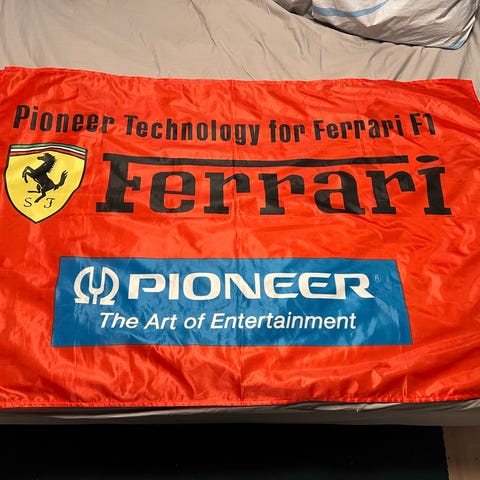 Pioneer Technology for Ferrari F1
Ferrari
S F
PIONEER®
The Art of Entertainment